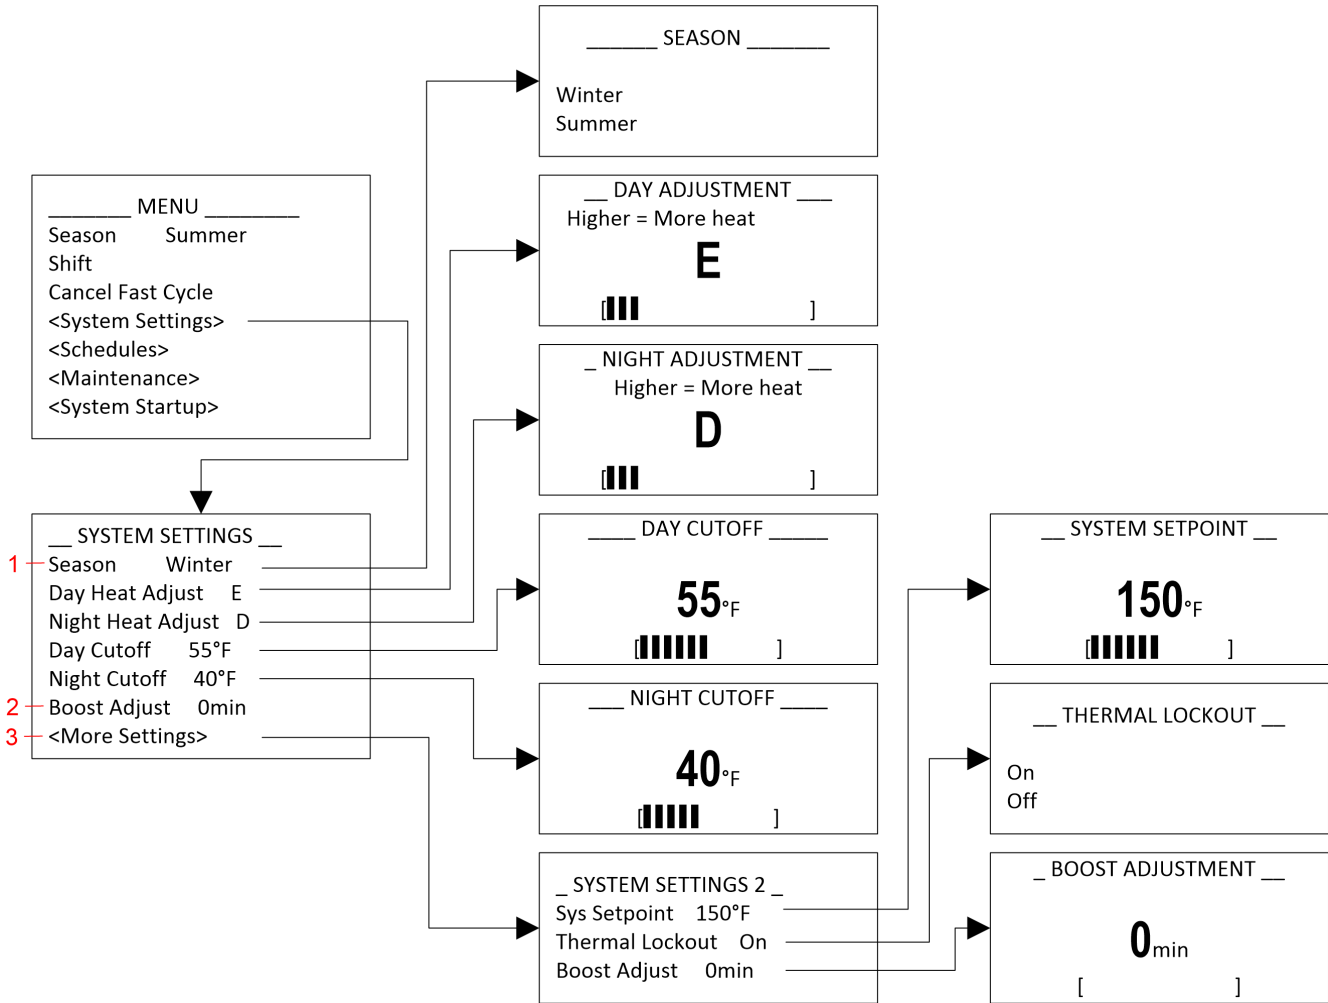 ______ SEASON _______
Winter
Summer
_______ MENU ________
Season Summer
Shift
Cancel Fast Cycle
<System Settings>
<Schedules>
<Maintenance>
<System Startup>
__ DAY ADJUSTMENT ___
Higher = More heat
E
[ ]
_ NIGHT ADJUSTMENT __
Higher = More heat
D
[ ]
__ SYSTEM SETTINGS __
1 Season Winter
Day Heat Adjust E
Night Heat Adjust D
Day Cutoff 55°F
Night Cutoff 40°F
2 Boost Adjust 0min
3 <More Settings>
____ DAY CUTOFF _____
55°F
[ ]
___ NIGHT CUTOFF ____
40°F
[ ]
_ SYSTEM SETTINGS 2 _
Sys Setpoint 150°F
Thermal Lockout On
Boost Adjust 0min
__ SYSTEM SETPOINT __
150°F
[ ]
__ THERMAL LOCKOUT __
On
Off
_ BOOST ADJUSTMENT __
0min
[ ]